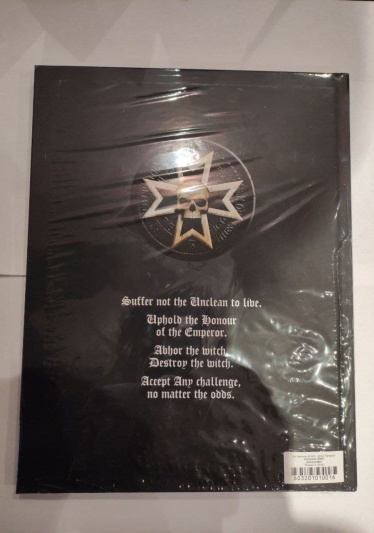 Suffer not the Unclean to live.
Uphold the Honour
of the Emperor.
Abhor the witch.
Destroy the witch.
Accept Any challenge,
no matter the odds.
603201010016